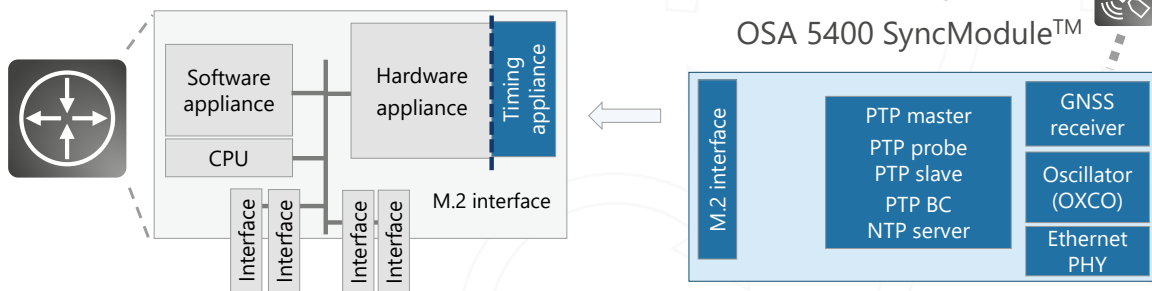 OSA 5400 SyncModule™
Software
appliance
CPU
Hardware
appliance
Timing
appliance
M.2 interface
Interface
Interface
Interface
Interface
M.2 interface
PTP master
PTP probe
PTP slave
PTP BC
NTP server
GNSS
receiver
Oscillator
(OXCO)
Ethernet
PHY